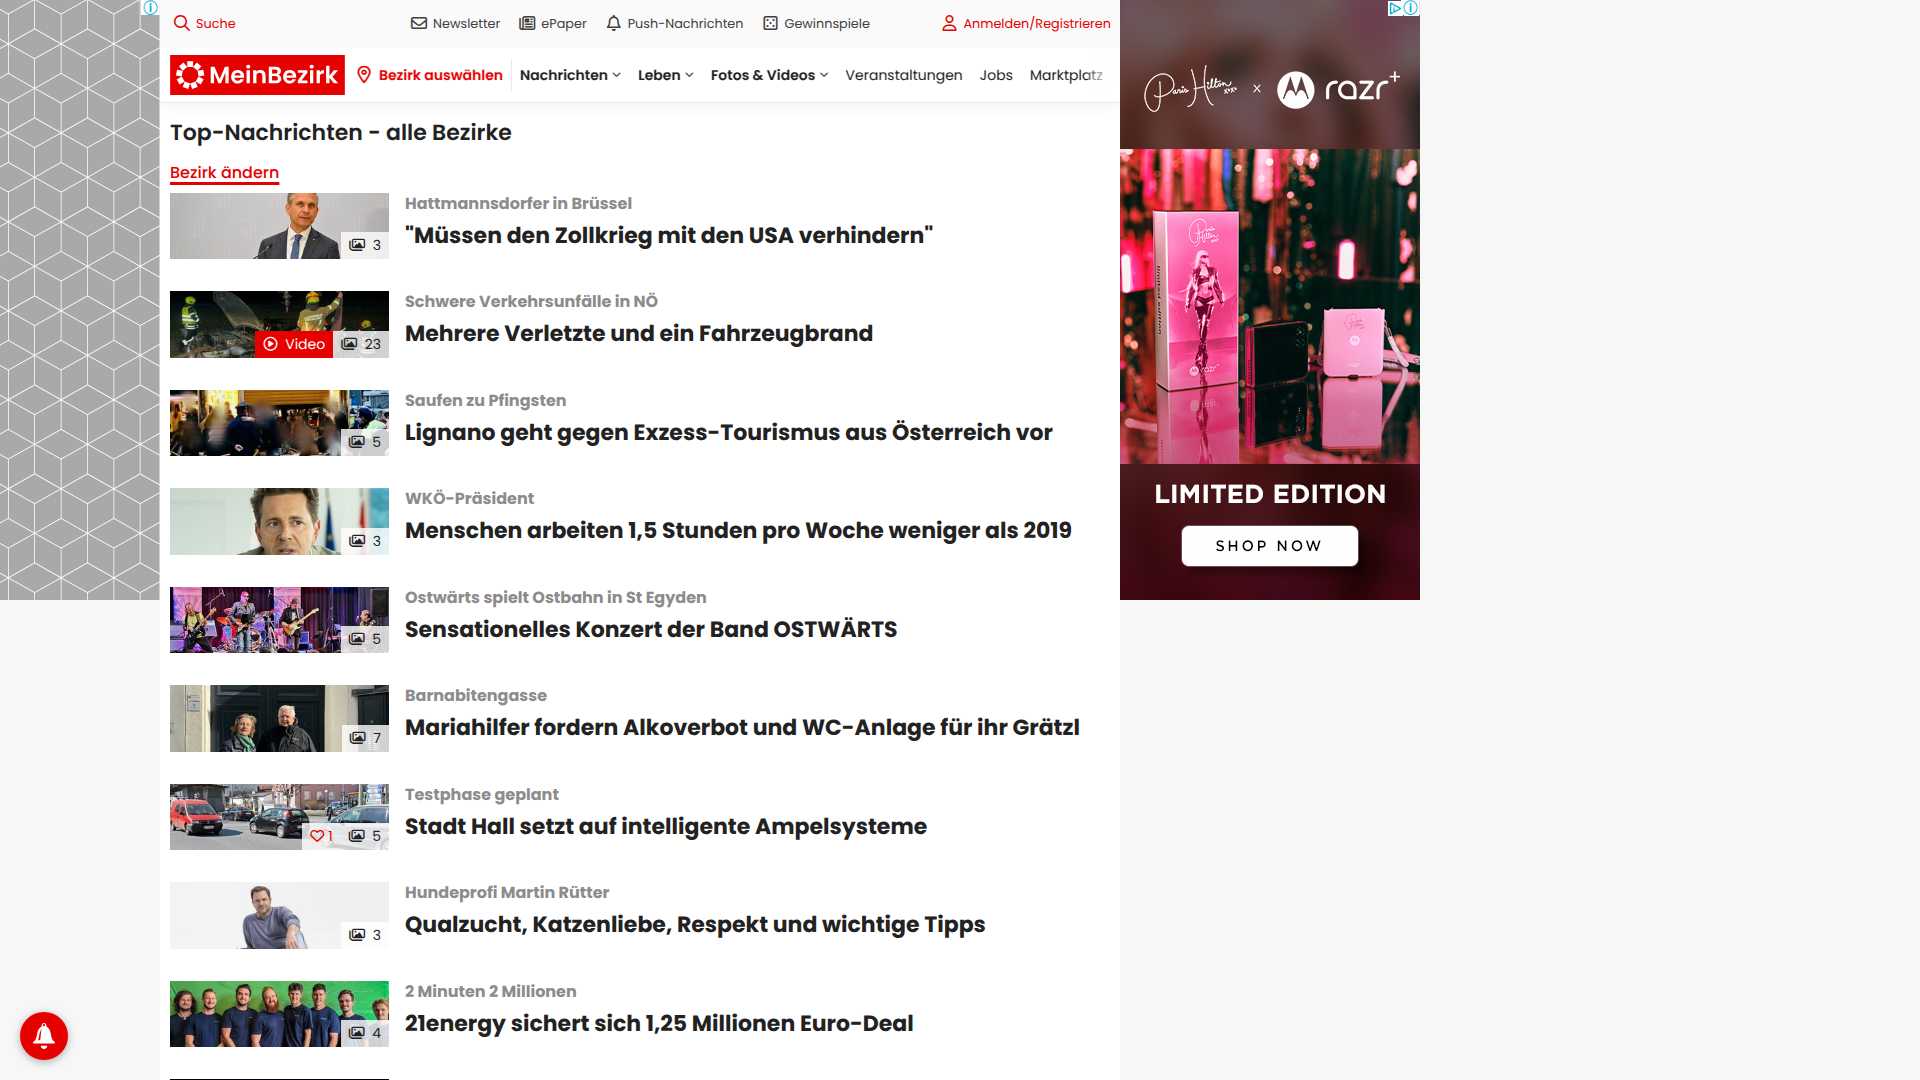 Suche
Newsletter
ePaper
Push-Nachrichten
Gewinnspiele
Anmelden/Registrieren
MeinBezirk
Bezirk auswählen
Nachrichten
Leben
Fotos & Videos
Veranstaltungen
Jobs
Marktplatz
Top-Nachrichten - alle Bezirke
Bezirk ändern
3
Hattmannsdorfer in Brüssel
"Müssen den Zollkrieg mit den USA verhindern"
Video
23
Schwere Verkehrsunfälle in NÖ
Mehrere Verletzte und ein Fahrzeugbrand
5
Saufen zu Pfingsten
Lignano geht gegen Exzess-Tourismus aus Österreich vor
3
WKÖ-Präsident
Menschen arbeiten 1,5 Stunden pro Woche weniger als 2019
5
Ostwärts spielt Ostbahn in St Egyden
Sensationelles Konzert der Band OSTWÄRTS
7
Barnabitengasse
Mariahilfer fordern Alkoverbot und WC-Anlage für ihr Grätzl
1
5
Testphase geplant
Stadt Hall setzt auf intelligente Ampelsysteme
3
Hundeprofi Martin Rütter
Qualzucht, Katzenliebe, Respekt und wichtige Tipps
4
2 Minuten 2 Millionen
21energy sichert sich 1,25 Millionen Euro-Deal
Paris Hilton x razr+
LIMITED EDITION
SHOP NOW